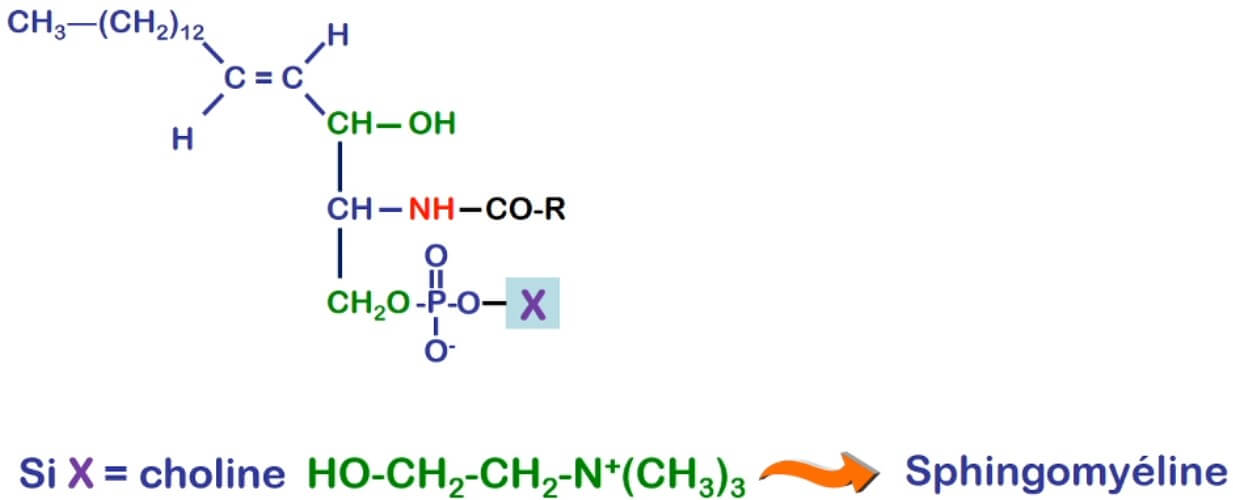 CH₃—(CH₂)₁₂
H
C = C
H
CH—OH
CH—NH—CO-R
O
CH₂O-P-O—X
O⁻
Si X = choline HO-CH₂-CH₂-N⁺(CH₃)₃ Sphingomyéline